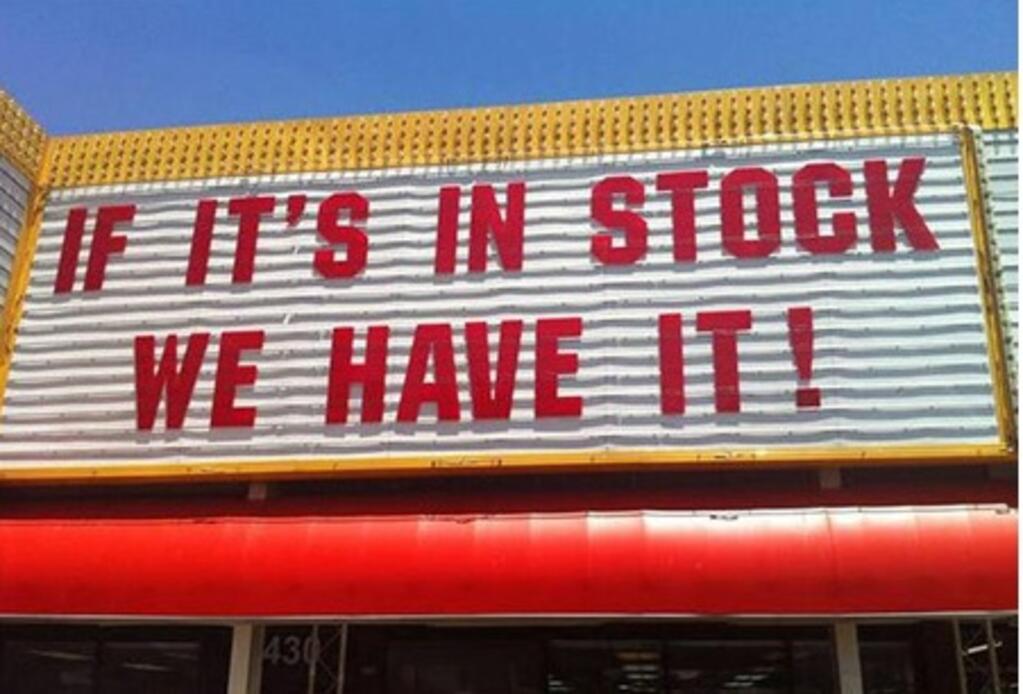 IF IT'S IN STOCK
WE HAVE IT!
430